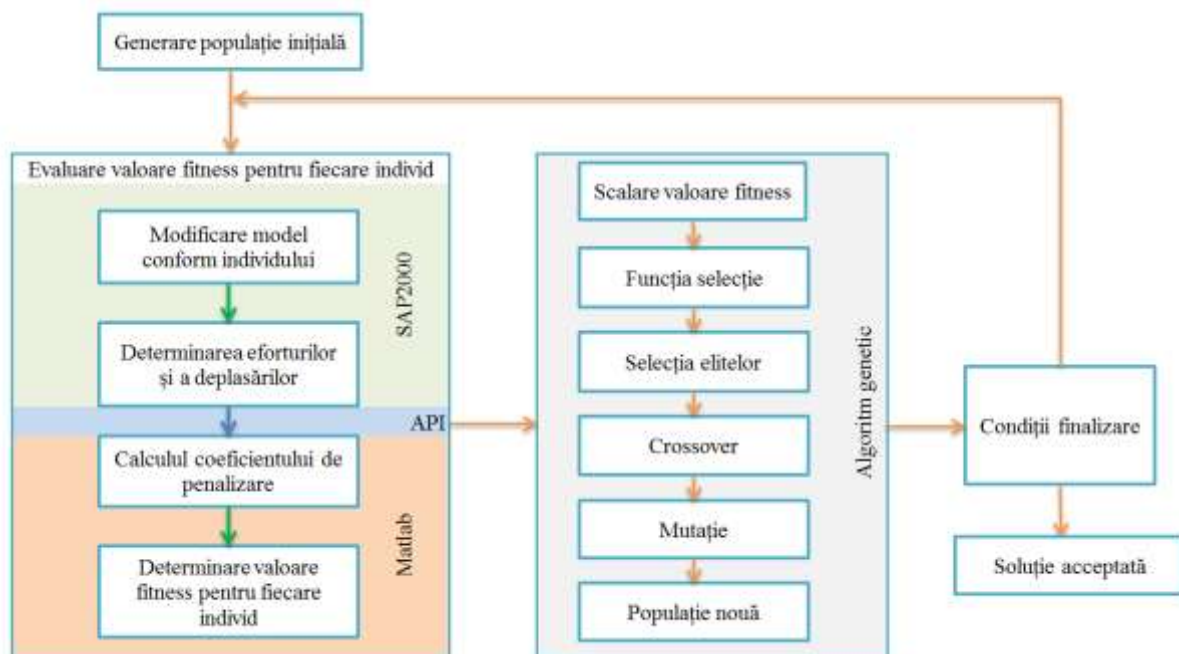 Generare populație inițială
Evaluare valoare fitness pentru fiecare individ
Modificare model
conform individului
Determinarea eforturilor
și a deplasărilor
SAP2000
API
Calculul coeficientului de
penalizare
Determinare valoare
fitness pentru fiecare
individ
Matlab
Scalare valoare fitness
Funcția selecție
Selecția elitelor
Crossover
Mutație
Populație nouă
Algoritm genetic
Condiții finalizare
Soluție acceptată